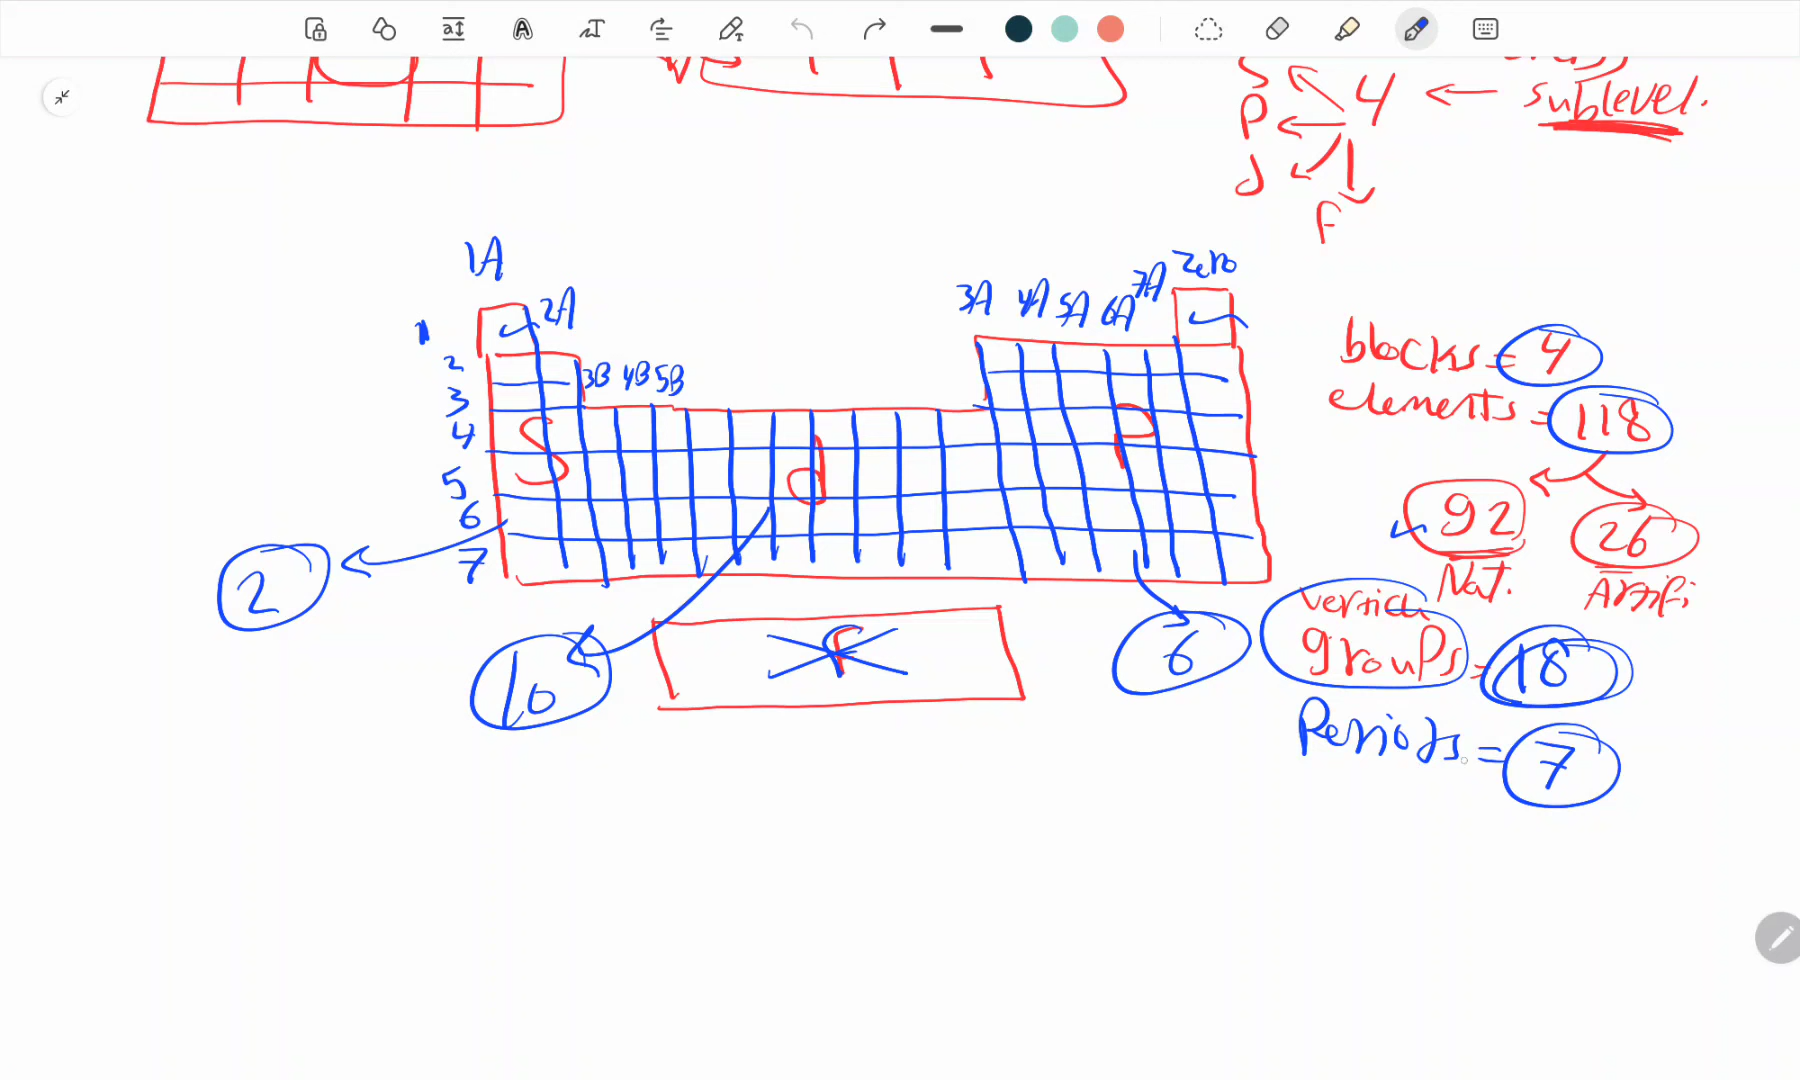 S
P
d
F
4 ← sublevel.
1A
2A
3B 4B 5B
3A 4A 5A 6A 7A Zero
1
2
3
4
5
6
7
S
d
P
F
2
10
6
blocks = 4
elements = 118
92
Nat.
26
Artifi.
vertical
groups = 18
Periods = 7